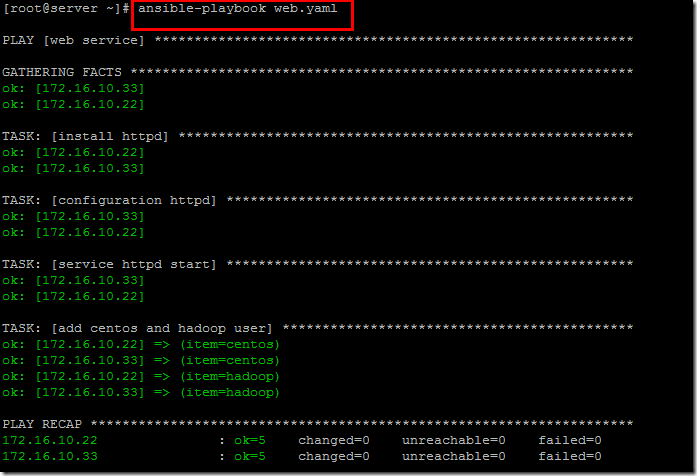 [root@server ~]# ansible-playbook web.yaml
PLAY [web service] ************************************************************
GATHERING FACTS ***************************************************************
ok: [172.16.10.33]
ok: [172.16.10.22]
TASK: [install httpd] *********************************************************
ok: [172.16.10.22]
ok: [172.16.10.33]
TASK: [configuration httpd] ***************************************************
ok: [172.16.10.33]
ok: [172.16.10.22]
TASK: [service httpd start] ***************************************************
ok: [172.16.10.33]
ok: [172.16.10.22]
TASK: [add centos and hadoop user] ********************************************
ok: [172.16.10.22] => (item=centos)
ok: [172.16.10.33] => (item=centos)
ok: [172.16.10.22] => (item=hadoop)
ok: [172.16.10.33] => (item=hadoop)
PLAY RECAP ********************************************************************
172.16.10.22               : ok=5    changed=0    unreachable=0    failed=0
172.16.10.33               : ok=5    changed=0    unreachable=0    failed=0